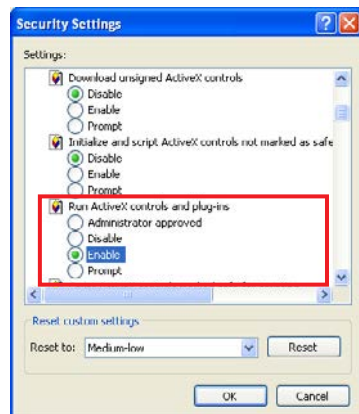 Security Settings
Settings:
Download unsigned ActiveX controls
Disable
Enable
Prompt
Initialize and script ActiveX controls not marked as safe
Disable
Enable
Prompt
Run ActiveX controls and plug-ins
Administrator approved
Disable
Enable
Prompt
Reset custom settings
Reset to: Medium-low Reset
OK Cancel